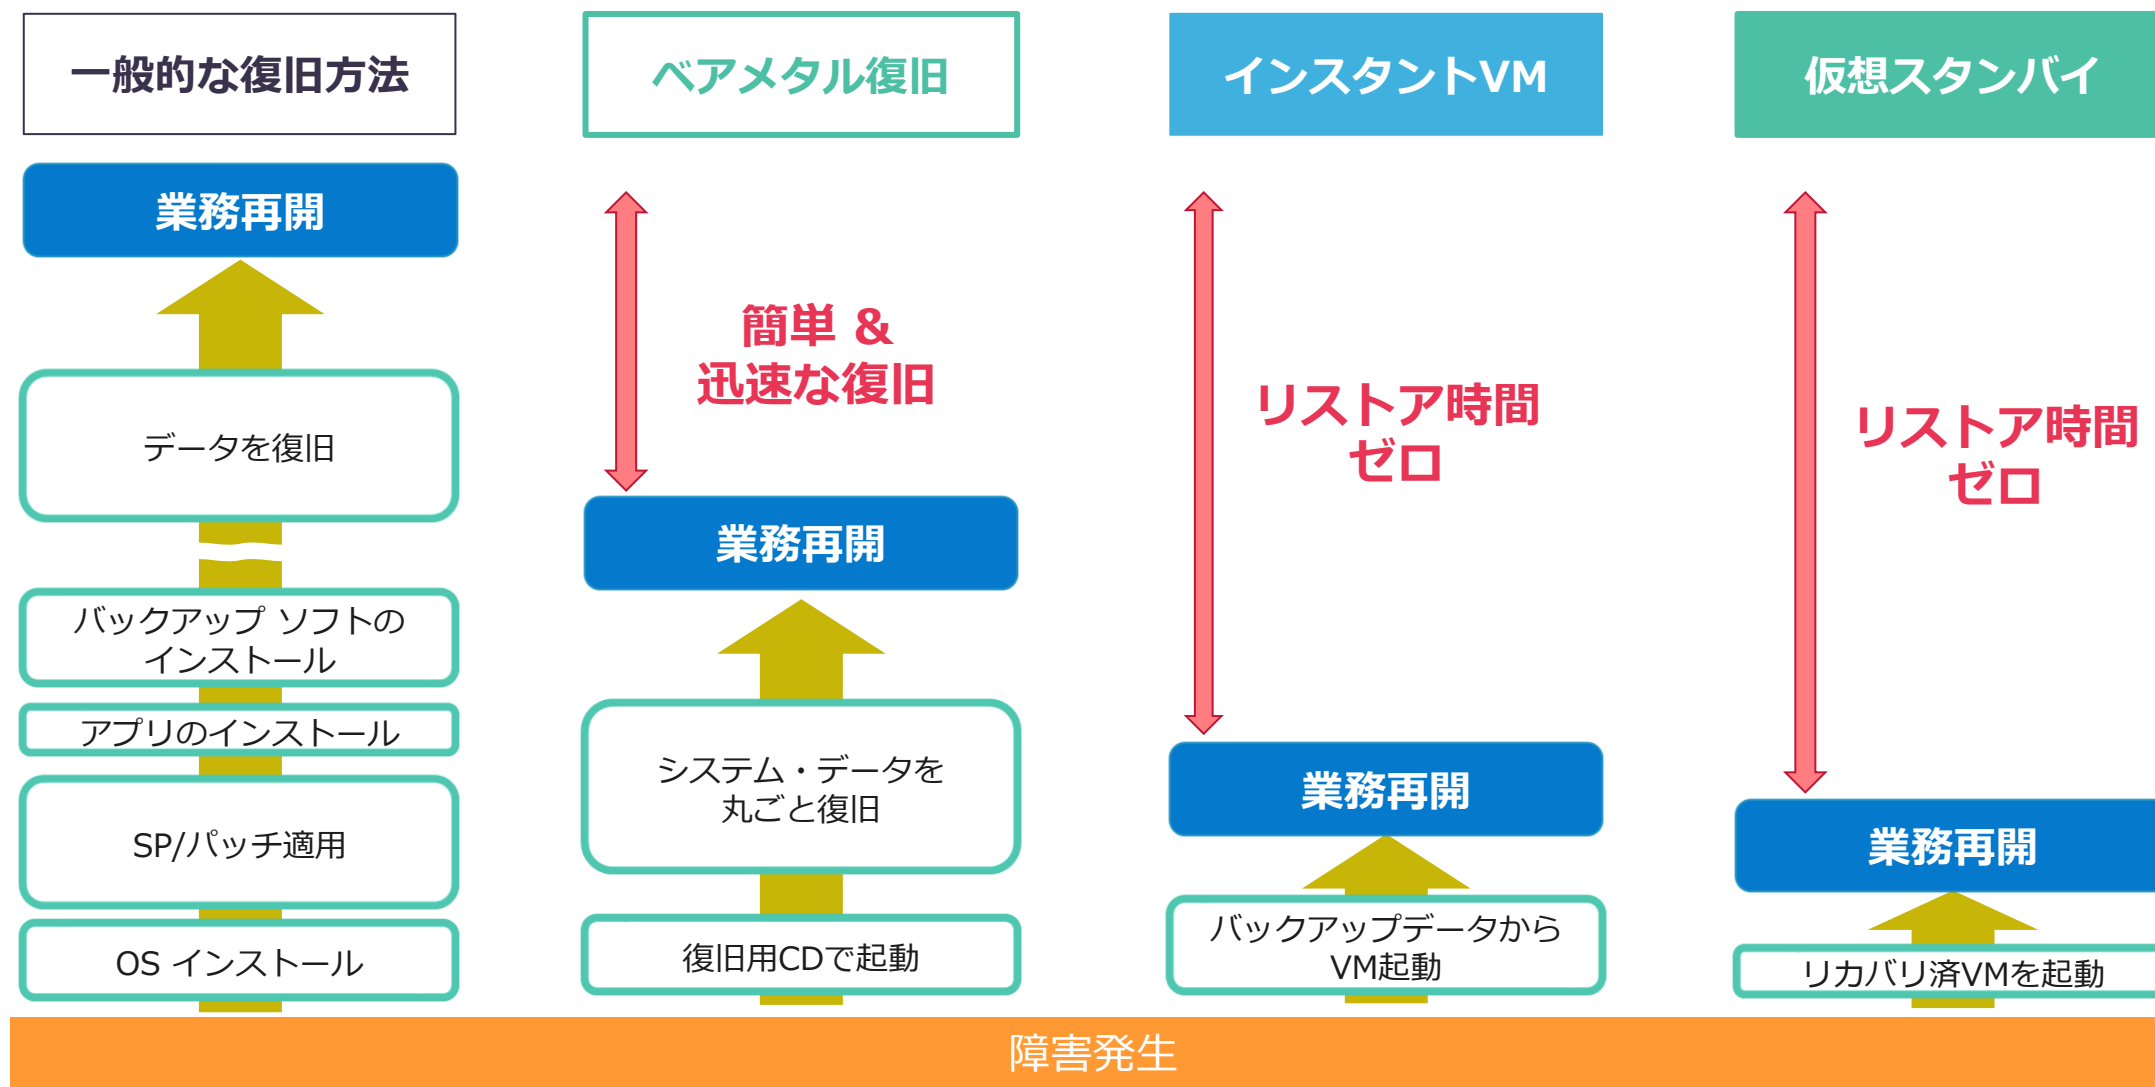 一般的な復旧方法
業務再開
データを復旧
バックアップ ソフトの
インストール
アプリのインストール
SP/パッチ適用
OS インストール
ベアメタル復旧
簡単 &
迅速な復旧
業務再開
システム・データを
丸ごと復旧
復旧用CDで起動
インスタントVM
リストア時間
ゼロ
業務再開
バックアップデータから
VM起動
仮想スタンバイ
リストア時間
ゼロ
業務再開
リカバリ済VMを起動
障害発生